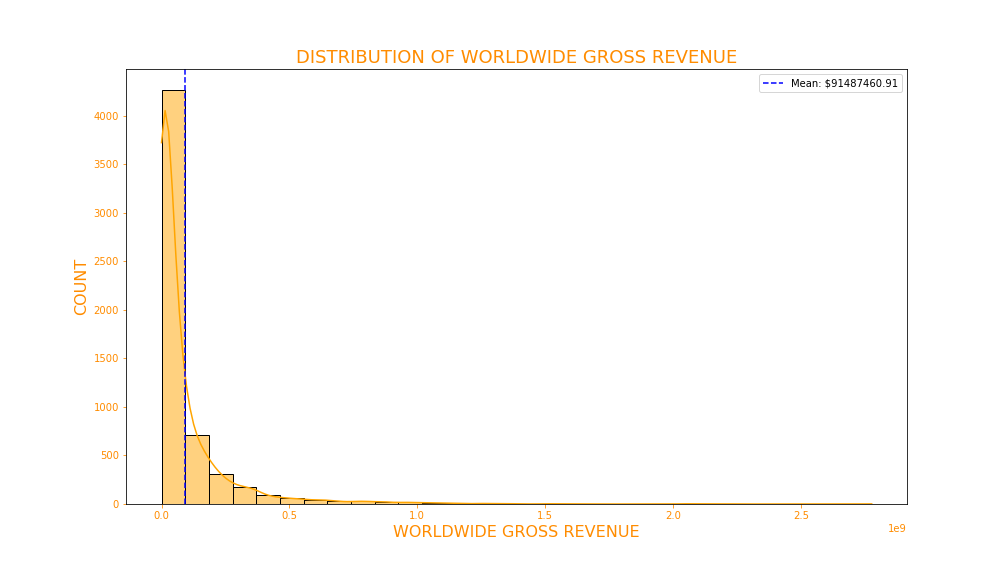 DISTRIBUTION OF WORLDWIDE GROSS REVENUE
Mean: $91487460.91
4000
3500
3000
2500
2000
1500
1000
500
0
COUNT
0.0 0.5 1.0 1.5 2.0 2.5
1e9
WORLDWIDE GROSS REVENUE